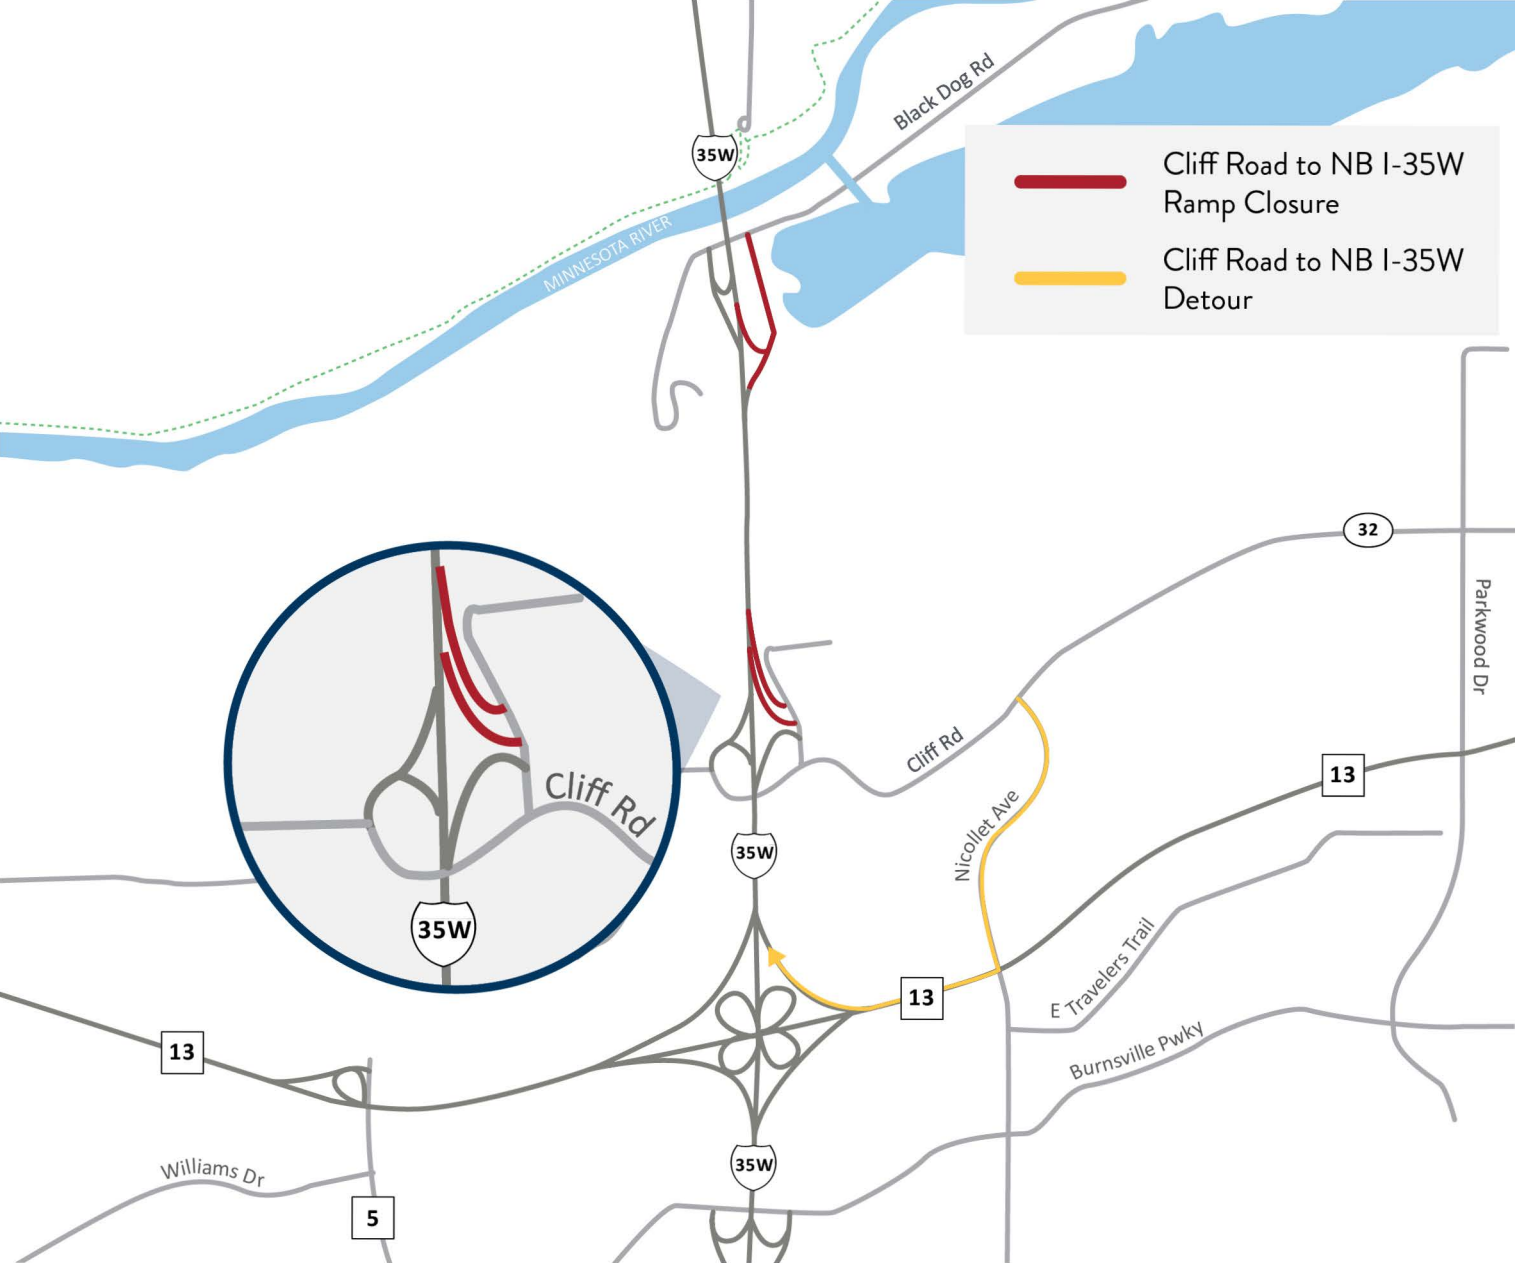 Black Dog Rd
35W
Cliff Road to NB I-35W
Ramp Closure
MINNESOTA RIVER
Cliff Road to NB I-35W
Detour
32
Parkwood Dr
Cliff Rd
13
Cliff Rd
Nicollet Ave
35W
35W
E Travelers Trail
13
13
Burnsville Pwky
35W
Williams Dr
5